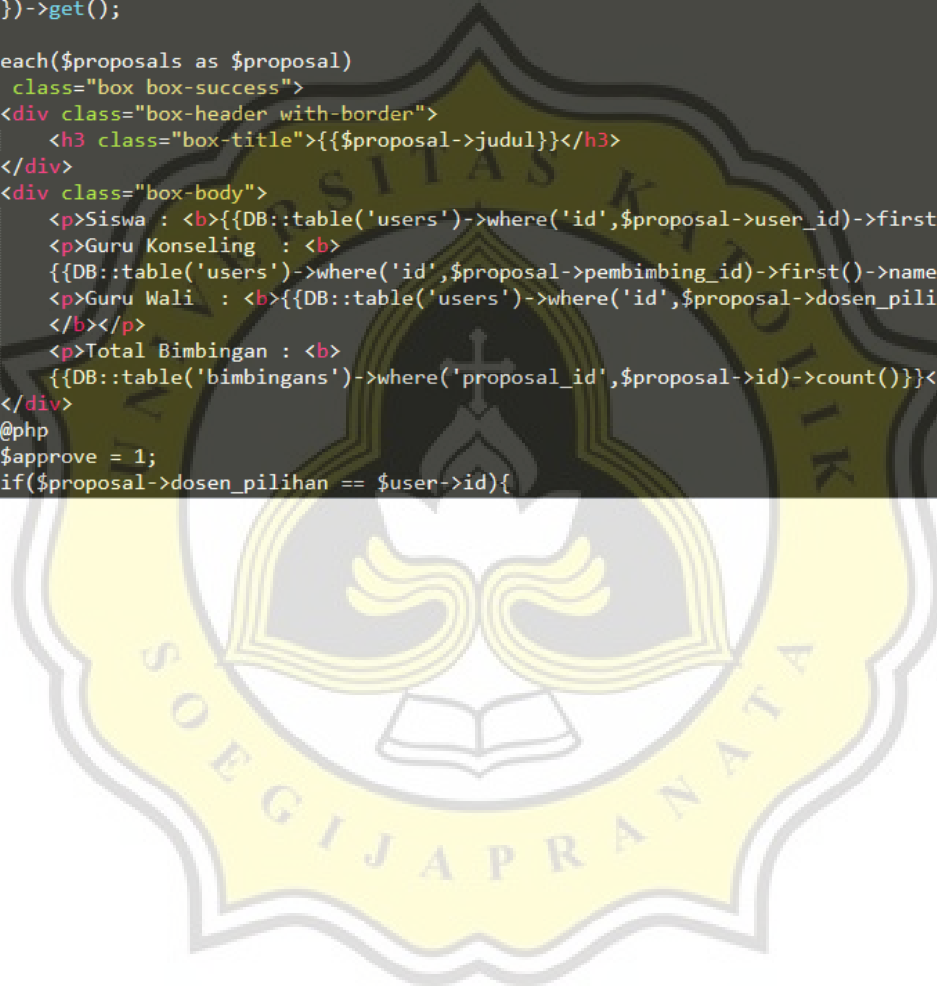 })->get();
each($proposals as $proposal)
class="box box-success">
<div class="box-header with-border">
<h3 class="box-title">{{$proposal->judul}}</h3>
</div>
<div class="box-body">
<p>Siswa : <b>{{DB::table('users')->where('id',$proposal->user_id)->first
<p>Guru Konseling  : <b>
{{DB::table('users')->where('id',$proposal->pembimbing_id)->first()->name
<p>Guru Wali  : <b>{{DB::table('users')->where('id',$proposal->dosen_pili
</b></p>
<p>Total Bimbingan : <b>
{{DB::table('bimbingans')->where('proposal_id',$proposal->id)->count()}}<
</div>
@php
$approve = 1;
if($proposal->dosen_pilihan == $user->id){
UNIVERSITAS KATOLIK
SOEGIJAPRANATA